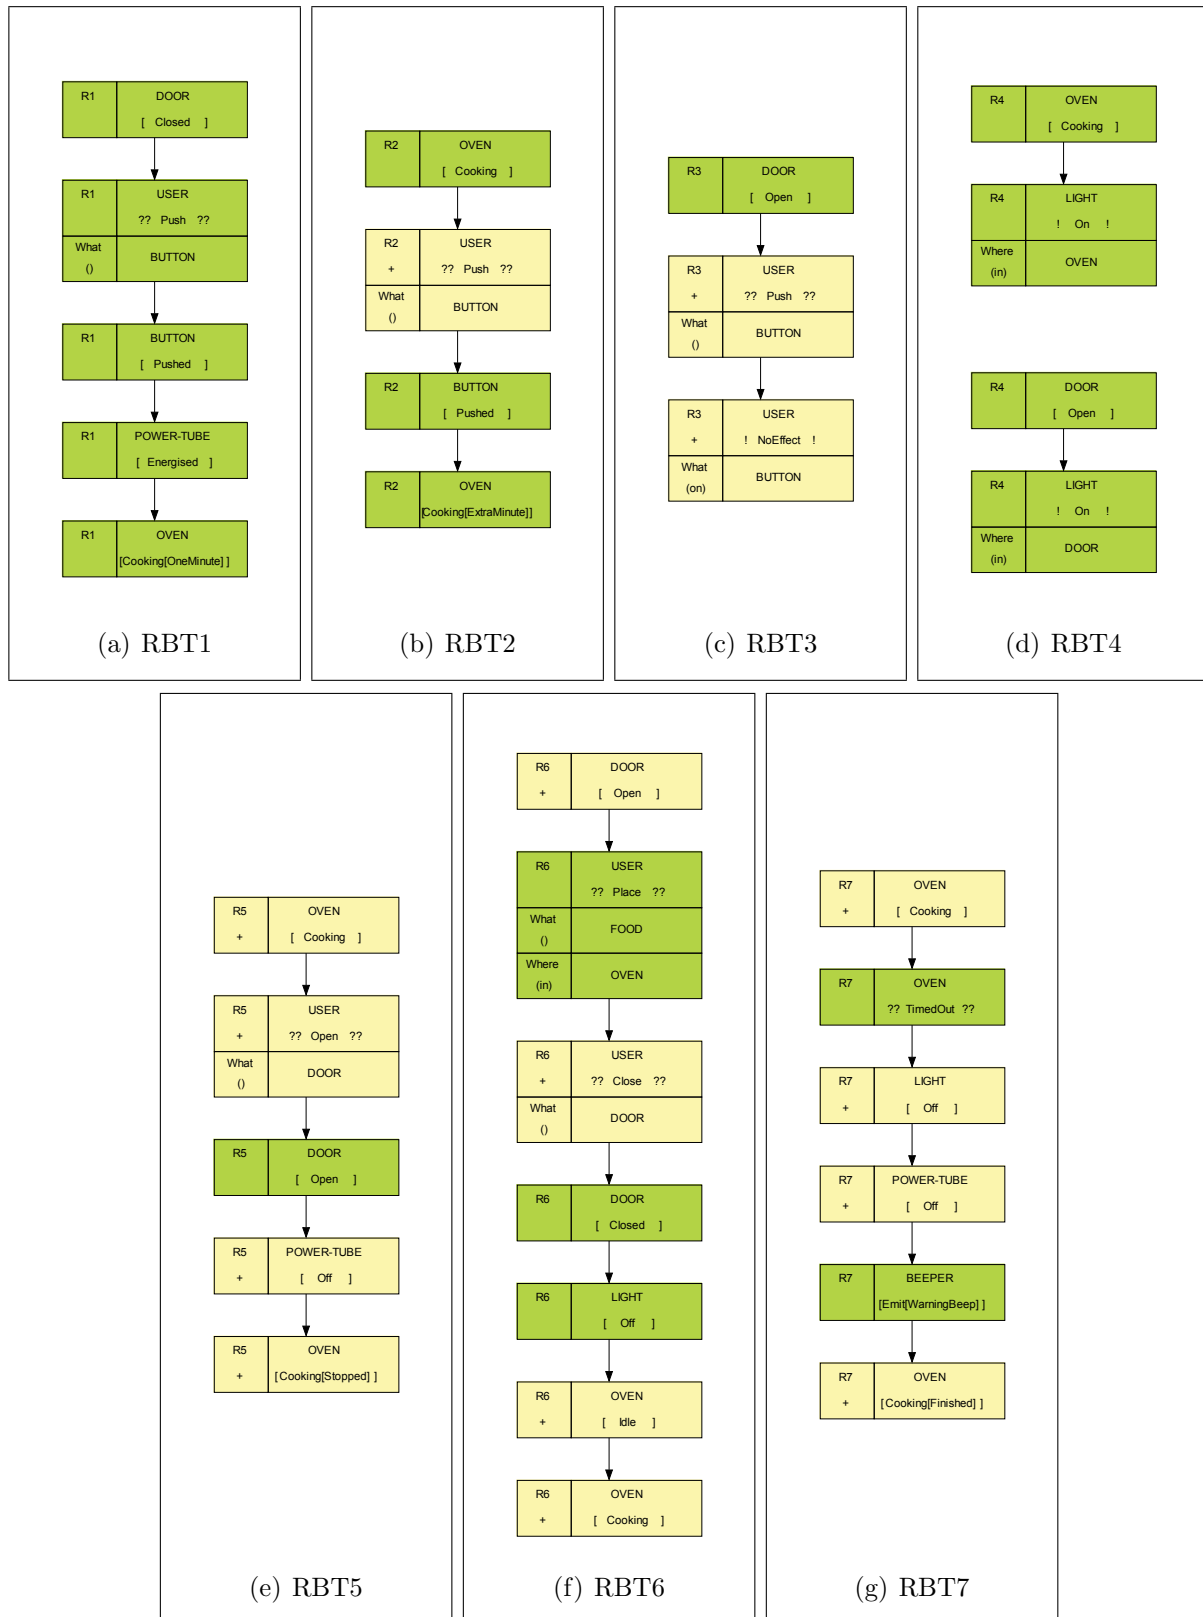 R1 DOOR
[ Closed ]
R1 USER
?? Push ??
What
() BUTTON
R1 BUTTON
[ Pushed ]
R1 POWER-TUBE
[ Energised ]
R1 OVEN
[Cooking[OneMinute] ]
(a) RBT1
R2 OVEN
[ Cooking ]
R2 USER
+ ?? Push ??
What
() BUTTON
R2 BUTTON
[ Pushed ]
R2 OVEN
[Cooking[ExtraMinute]]
(b) RBT2
R3 DOOR
[ Open ]
R3 USER
+ ?? Push ??
What
() BUTTON
R3 USER
+ ! NoEffect !
What
(on) BUTTON
(c) RBT3
R4 OVEN
[ Cooking ]
R4 LIGHT
! On !
Where
(in) OVEN
R4 DOOR
[ Open ]
R4 LIGHT
! On !
Where
(in) DOOR
(d) RBT4
R5 OVEN
+ [ Cooking ]
R5 USER
+ ?? Open ??
What
() DOOR
R5 DOOR
[ Open ]
R5 POWER-TUBE
+ [ Off ]
R5 OVEN
+ [Cooking[Stopped] ]
(e) RBT5
R6 DOOR
+ [ Open ]
R6 USER
?? Place ??
What
() FOOD
Where
(in) OVEN
R6 USER
+ ?? Close ??
What
() DOOR
R6 DOOR
[ Closed ]
R6 LIGHT
[ Off ]
R6 OVEN
+ [ Idle ]
R6 OVEN
+ [ Cooking ]
(f) RBT6
R7 OVEN
+ [ Cooking ]
R7 OVEN
?? TimedOut ??
R7 LIGHT
+ [ Off ]
R7 POWER-TUBE
+ [ Off ]
R7 BEEPER
[Emit[WarningBeep] ]
R7 OVEN
+ [Cooking[Finished] ]
(g) RBT7